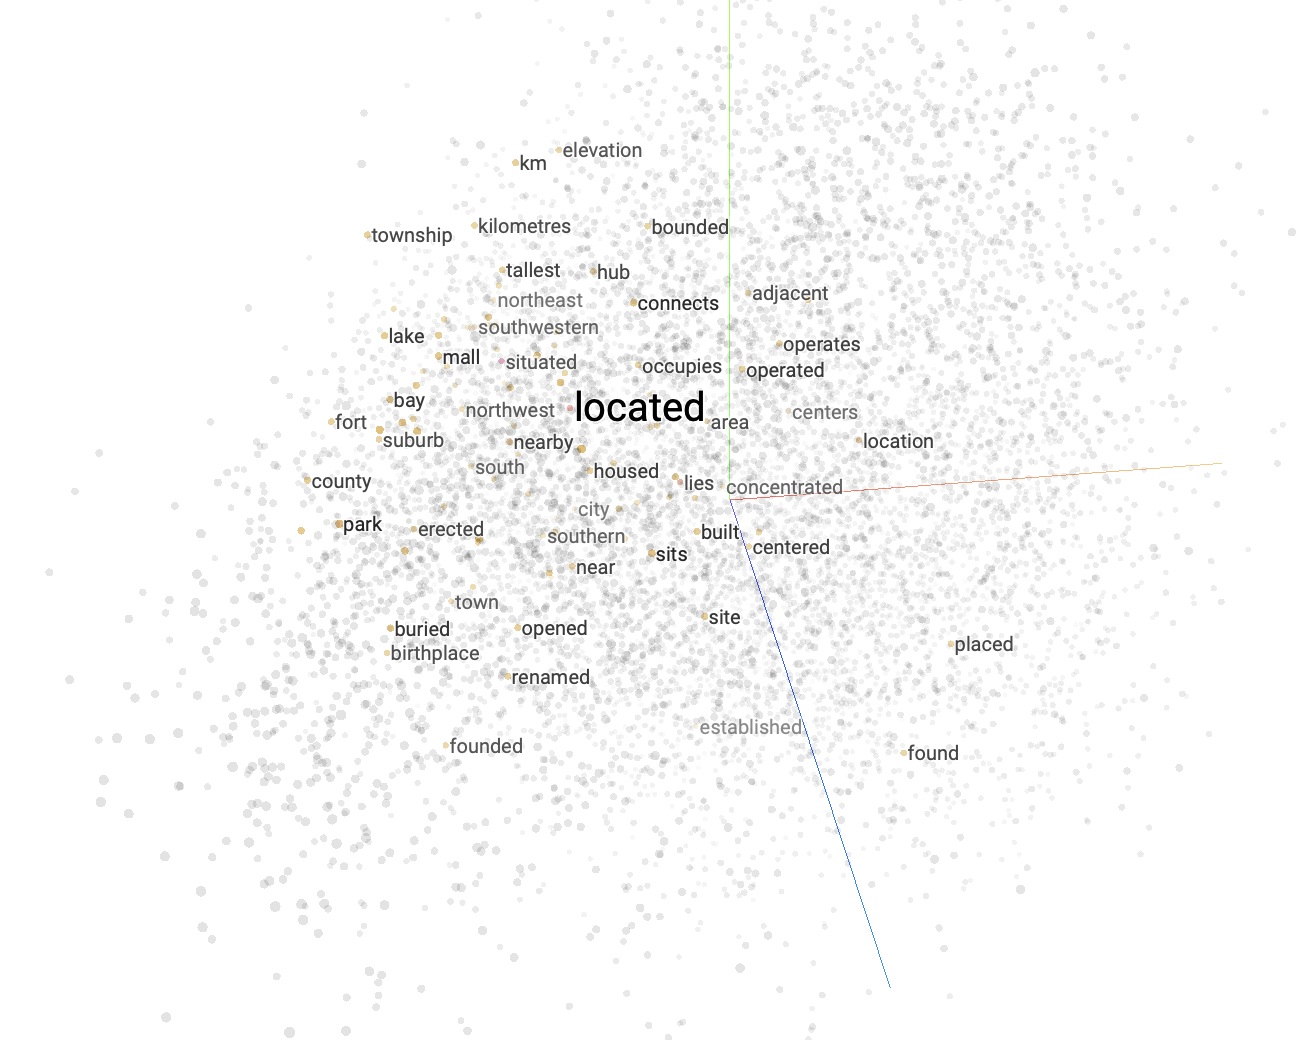 elevation
km
kilometres
bounded
township
tallest
hub
adjacent
northeast
connects
southwestern
lake
operates
mall
situated
occupies
operated
bay
located
northwest
centers
fort
area
suburb
nearby
location
south
housed
county
lies
concentrated
city
park
erected
southern
built
centered
sits
near
town
site
buried
opened
placed
birthplace
renamed
established
founded
found